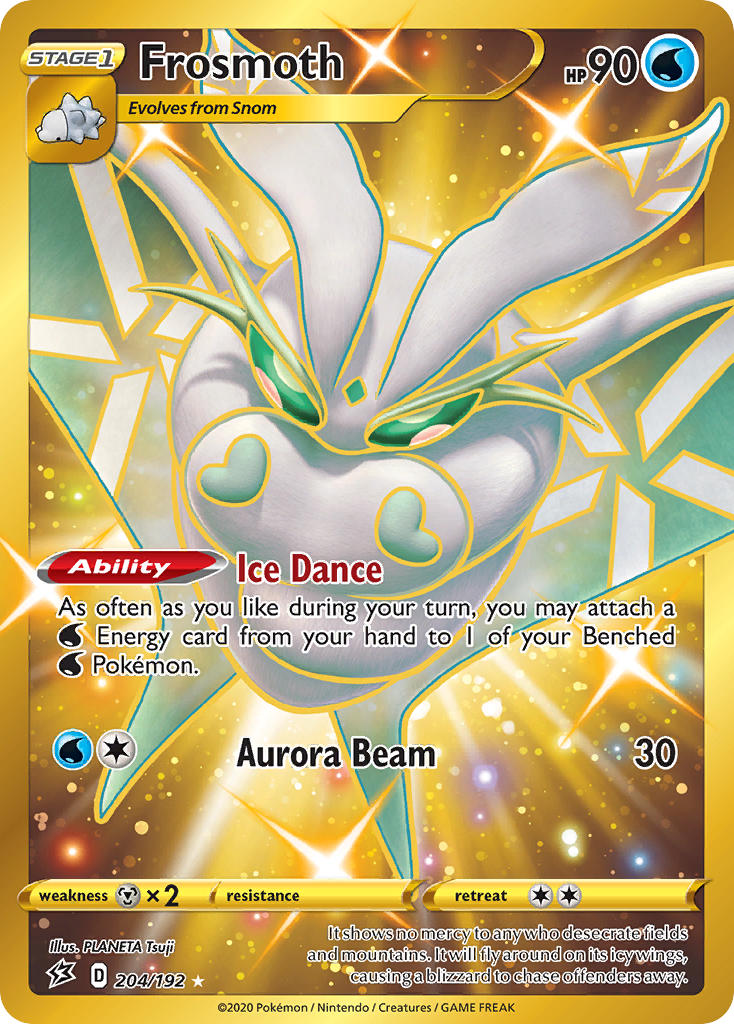 STAGE1 Frosmoth HP 90
Evolves from Snom
Ability Ice Dance
As often as you like during your turn, you may attach a
Energy card from your hand to 1 of your Benched
Pokémon.
Aurora Beam 30
weakness ×2 resistance retreat
Illus. PLANETA Tsuji
It shows no mercy to any who desecrate fields
and mountains. It will fly around on its icy wings,
causing a blizzard to chase offenders away.
D 204/192
©2020 Pokémon / Nintendo / Creatures / GAME FREAK